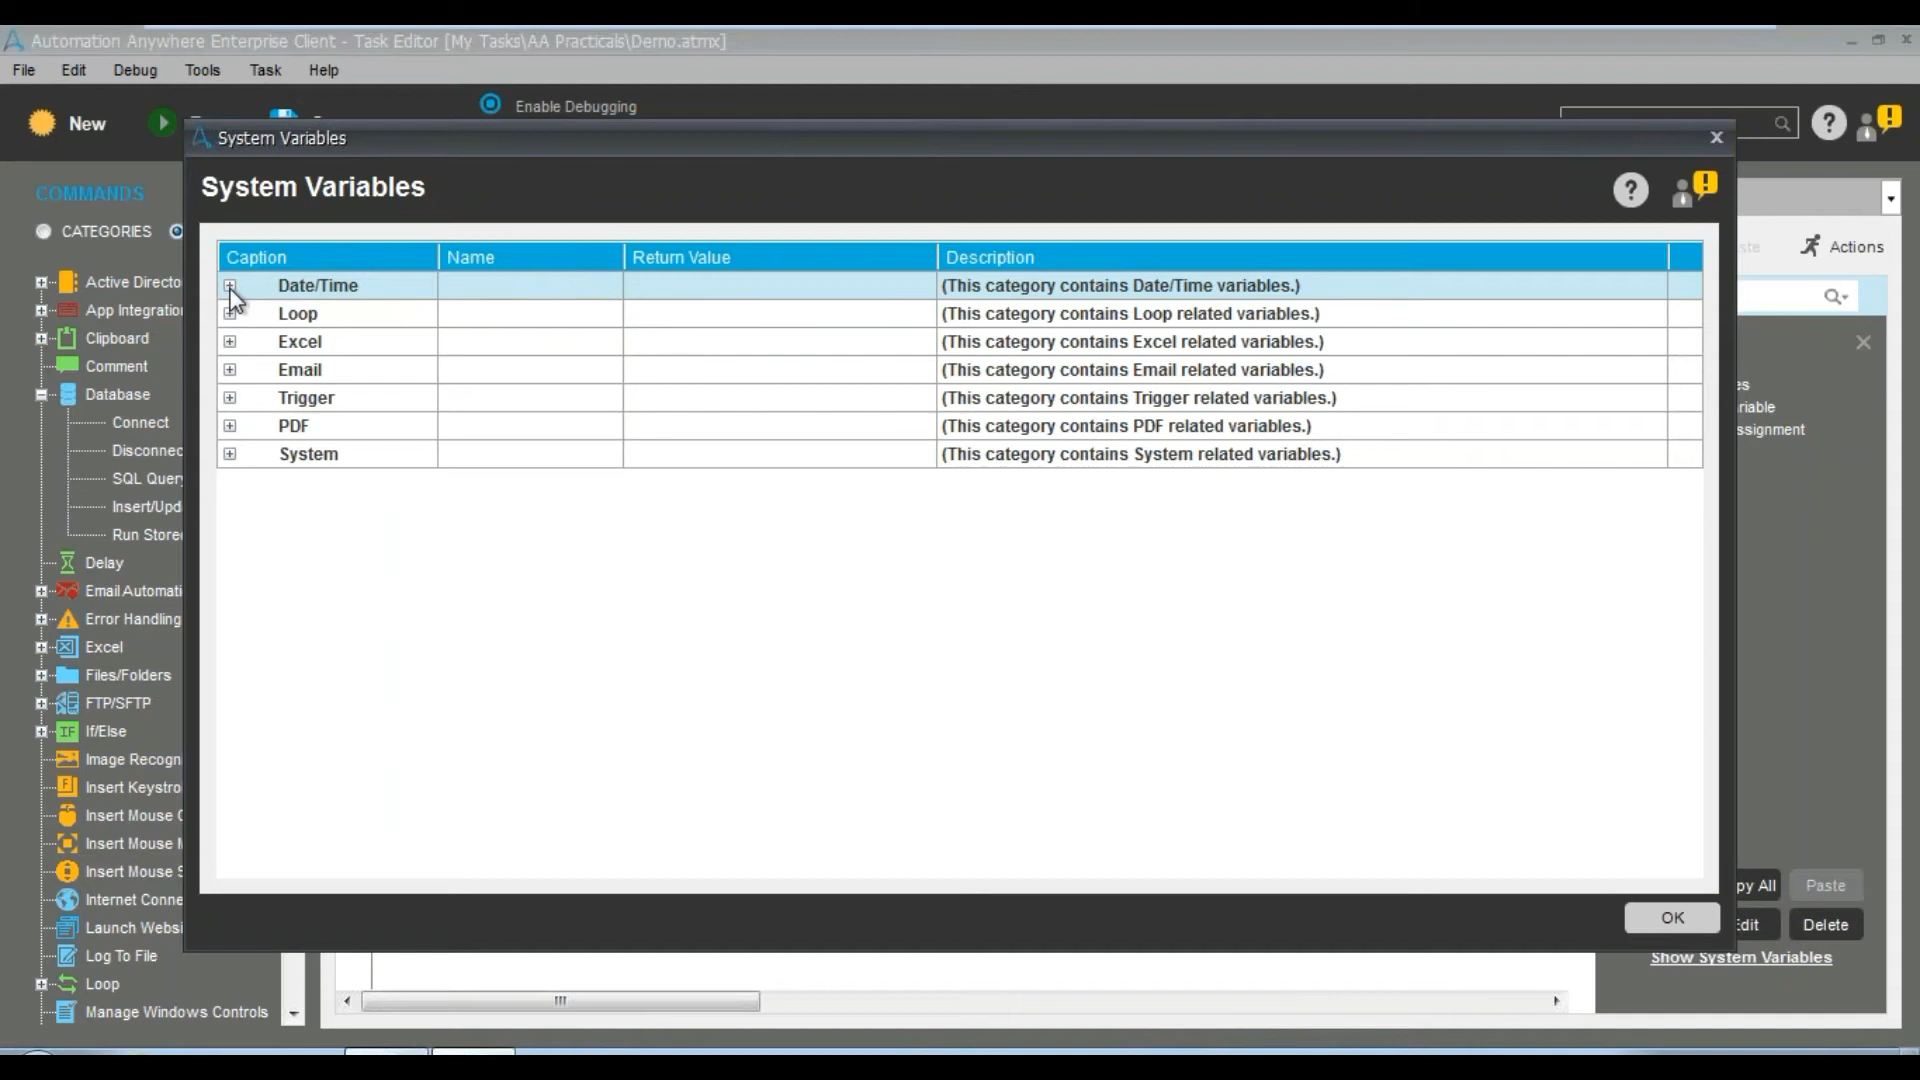 Automation Anywhere Enterprise Client - Task Editor [My Tasks\AA Practicals\Demo.atmx]
File Edit Debug Tools Task Help
New
Enable Debugging
System Variables
System Variables
COMMANDS
CATEGORIES
Actions
Caption Name Return Value Description
Date/Time (This category contains Date/Time variables.)
Loop (This category contains Loop related variables.)
Excel (This category contains Excel related variables.)
Email (This category contains Email related variables.)
Trigger (This category contains Trigger related variables.)
PDF (This category contains PDF related variables.)
System (This category contains System related variables.)
Active Directo
App Integratio
Clipboard
Comment
Database
Connect
Disconnec
SQL Query
Insert/Upd
Run Store
Delay
Email Automati
Error Handling
Excel
Files/Folders
FTP/SFTP
IF If/Else
Image Recogn
Insert Keystro
Insert Mouse C
Insert Mouse M
Insert Mouse S
Internet Conne
Launch Websi
Log To File
Loop
Manage Windows Controls
es
riable
ssignment
py All Paste
OK
Edit Delete
Show System Variables